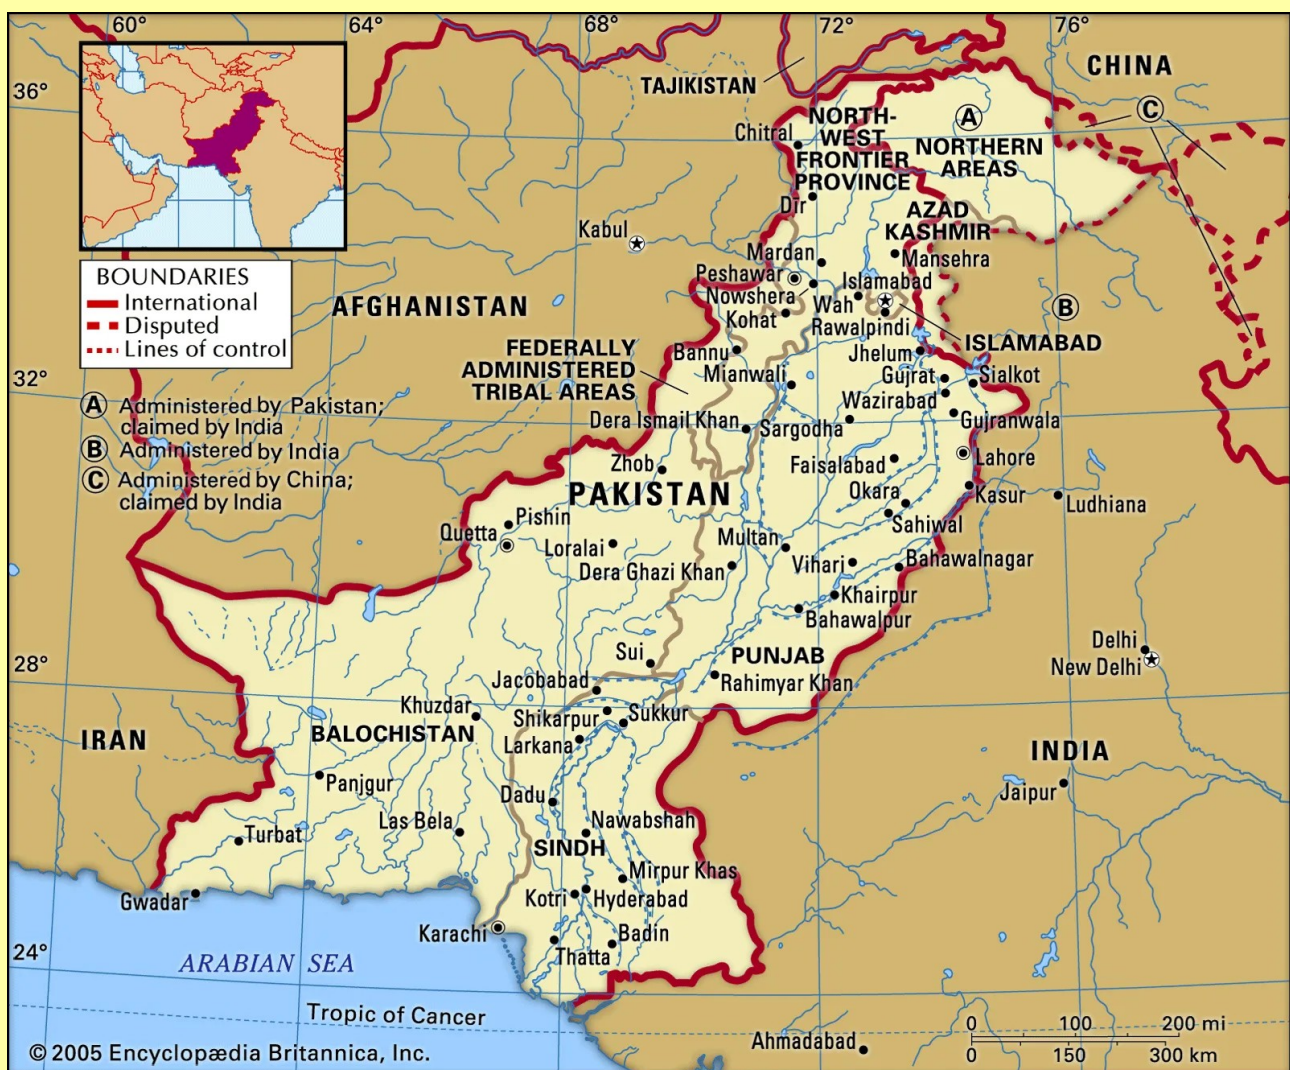 60°
64°
68°
72°
76°
36°
TAJIKISTAN
CHINA
C
A
Chitral
NORTH-
WEST
FRONTIER
PROVINCE
NORTHERN
AREAS
Dir
AZAD
KASHMIR
Kabul
Mardan
Mansehra
Peshawar
Islamabad
Nowshera
Wah
Kohat
Rawalpindi
B
BOUNDARIES
International
Disputed
Lines of control
AFGHANISTAN
FEDERALLY
ADMINISTERED
TRIBAL AREAS
ISLAMABAD
Bannu
Jhelum
Mianwali
Gujrat
Sialkot
32°
Wazirabad
A Administered by Pakistan;
claimed by India
B Administered by India
C Administered by China;
claimed by India
Dera Ismail Khan
Sargodha
Gujranwala
Zhob
Faisalabad
Lahore
PAKISTAN
Okara
Kasur
Ludhiana
Pishin
Sahiwal
Quetta
Loralai
Multan
Dera Ghazi Khan
Vihari
Bahawalnagar
Khairpur
Bahawalpur
Sui
PUNJAB
Delhi
New Delhi
28°
Jacobabad
Rahimyar Khan
Khuzdar
Shikarpur
Sukkur
IRAN
BALOCHISTAN
Larkana
INDIA
Panjgur
Dadu
Jaipur
Turbat
Las Bela
Nawabshah
SINDH
Mirpur Khas
Gwadar
Kotri
Hyderabad
Karachi
Badin
24°
ARABIAN SEA
Thatta
Tropic of Cancer
Ahmadabad
0 100 200 mi
0 150 300 km
© 2005 Encyclopædia Britannica, Inc.